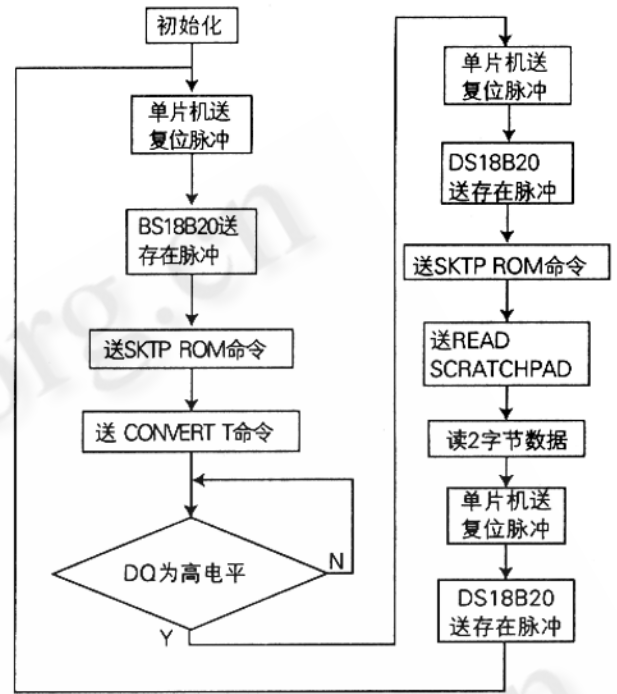 初始化
单片机送
复位脉冲
BS18B20送
存在脉冲
送SKTP ROM命令
送 CONVERT T命令
DQ为高电平
N
Y
单片机送
复位脉冲
DS18B20
送存在脉冲
送SKTP ROM命令
送READ
SCRATCHPAD
读2字节数据
单片机送
复位脉冲
DS18B20
送存在脉冲
org.cn